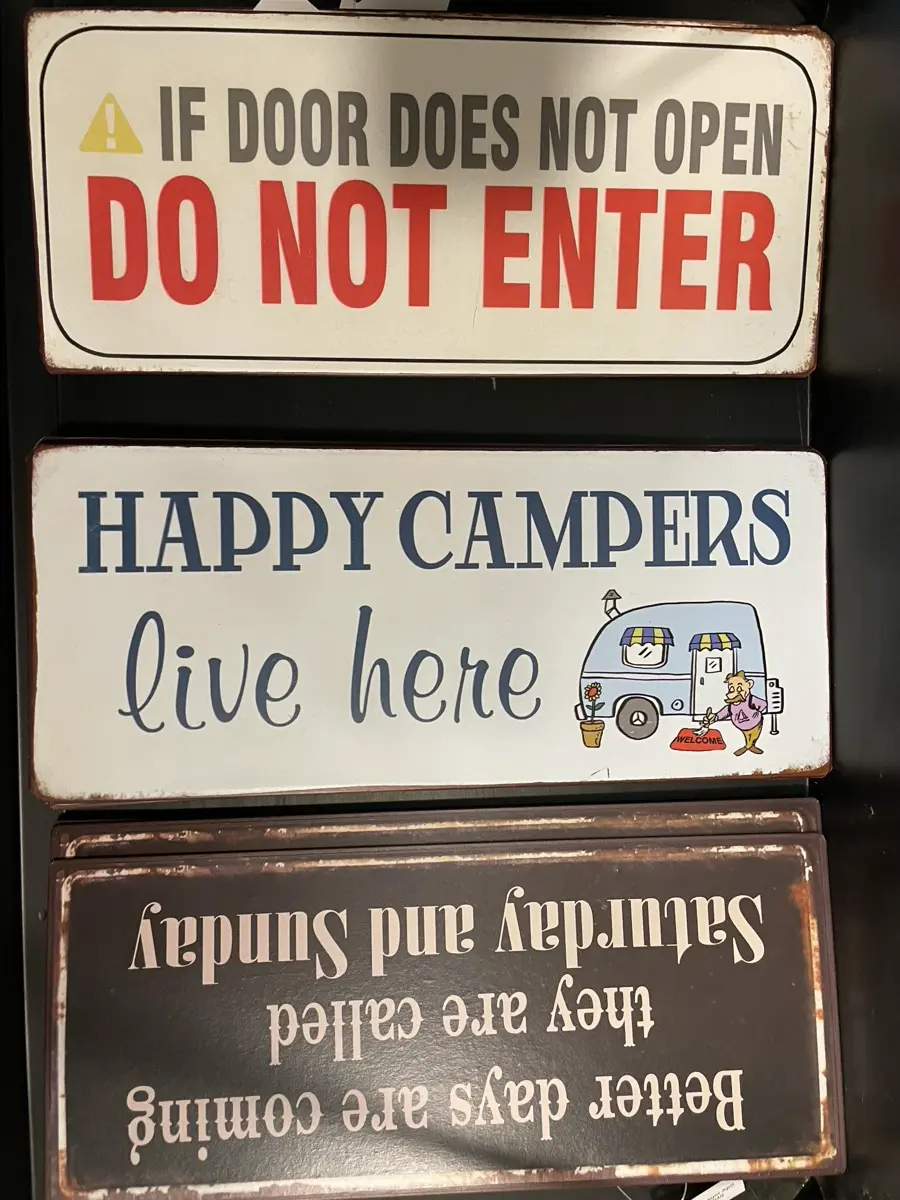 IF DOOR DOES NOT OPEN
DO NOT ENTER
HAPPY CAMPERS
live here
WELCOME
Better days are coming
they are called
Saturday and Sunday